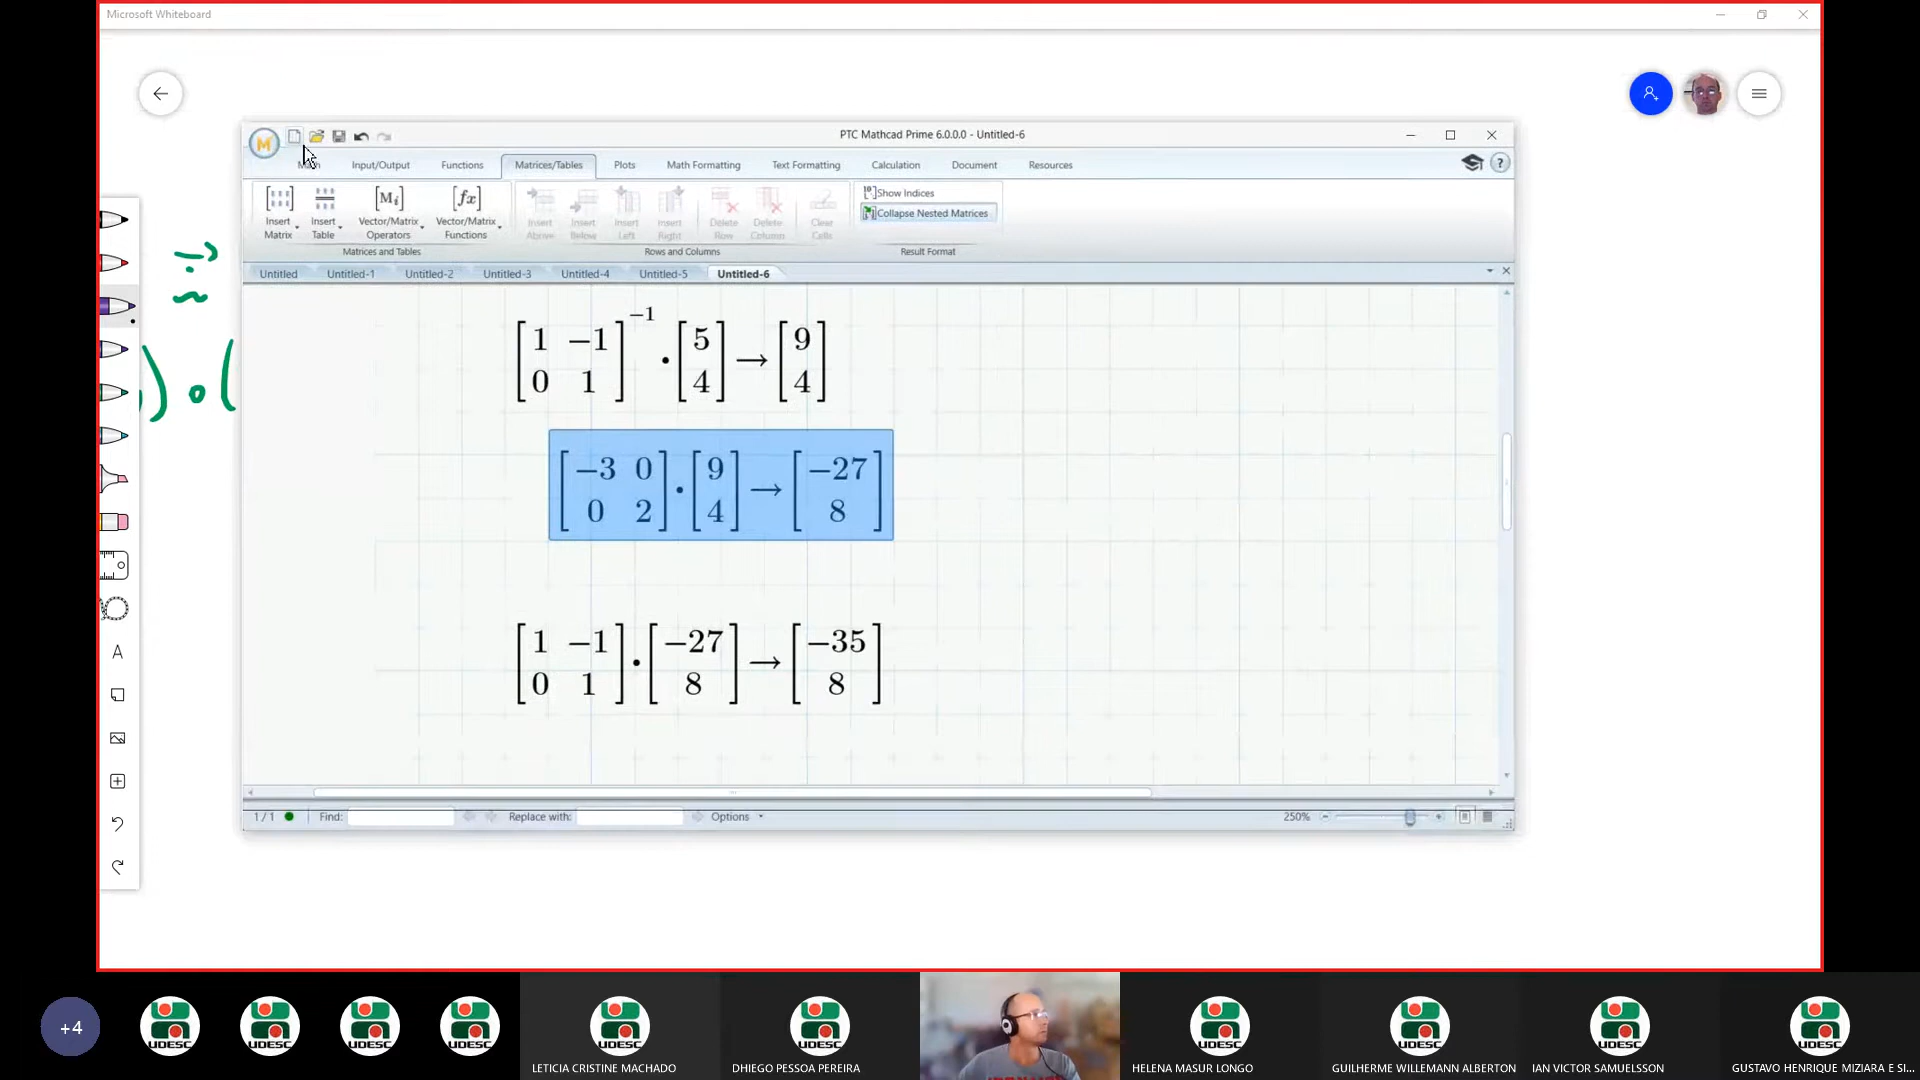 Microsoft Whiteboard
PTC Mathcad Prime 6.0.0.0 - Untitled-6
Input/Output Functions Matrices/Tables Plots Math Formatting Text Formatting Calculation Document Resources
Insert Matrix Insert Table Vector/Matrix Operators Vector/Matrix Functions Insert Above Insert Below Insert Left Insert Right Delete Row Delete Column Clear Cells Show Indices
Collapse Nested Matrices
Matrices and Tables Rows and Columns Result Format
Untitled Untitled-1 Untitled-2 Untitled-3 Untitled-4 Untitled-5 Untitled-6
[1 −1; 0 1]^−1 · [5; 4] → [9; 4]
[−3 0; 0 2] · [9; 4] → [−27; 8]
[1 −1; 0 1] · [−27; 8] → [−35; 8]
1 / 1 Find: Replace with: Options 250%
+4 UDESC UDESC UDESC UDESC UDESC UDESC UDESC UDESC UDESC UDESC
LETICIA CRISTINE MACHADO DHIEGO PESSOA PEREIRA HELENA MASUR LONGO GUILHERME WILLEMANN ALBERTON IAN VICTOR SAMUELSSON GUSTAVO HENRIQUE MIZIARA E SI...